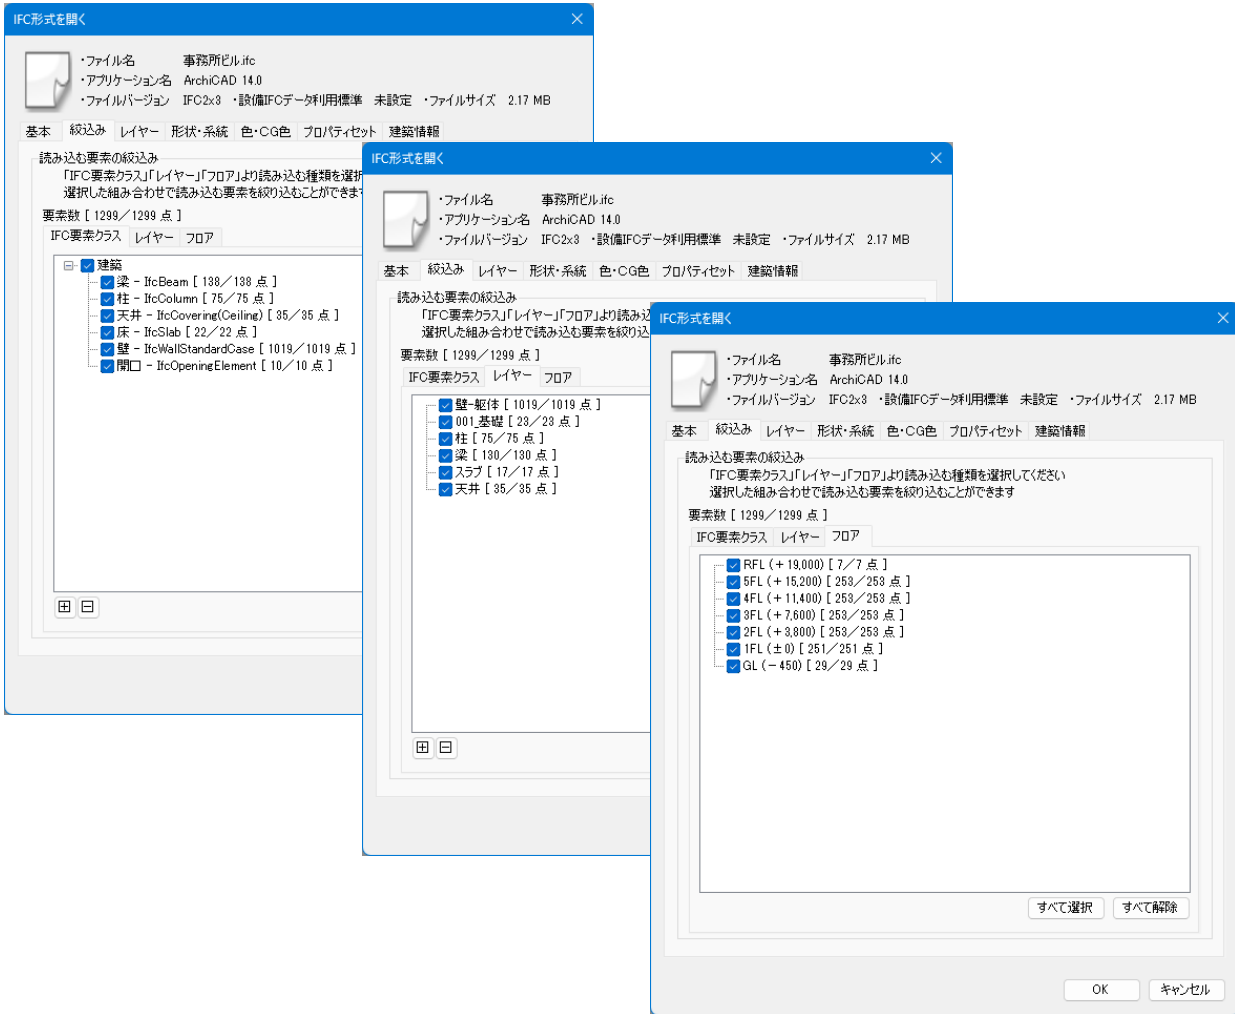 IFC形式を開く
・ファイル名 事務所ビル.ifc
・アプリケーション名 ArchiCAD 14.0
・ファイルバージョン IFC2x3 ・設備IFCデータ利用標準 未設定 ・ファイルサイズ 2.17 MB
基本 絞込み レイヤー 形状・系統 色・CG色 プロパティセット 建築情報
読み込む要素の絞込み
「IFC要素クラス」「レイヤー」「フロア」より読み込む種類を選択
選択した組み合わせで読み込む要素を絞り込むことができま
要素数 [ 1299／1299 点 ]
IFC要素クラス レイヤー フロア
建築
梁 - IfcBeam [ 138／138 点 ]
柱 - IfcColumn [ 75／75 点 ]
天井 - IfcCovering(Ceiling) [ 35／35 点 ]
床 - IfcSlab [ 22／22 点 ]
壁 - IfcWallStandardCase [ 1019／1019 点 ]
開口 - IfcOpeningElement [ 10／10 点 ]
IFC形式を開く
・ファイル名 事務所ビル.ifc
・アプリケーション名 ArchiCAD 14.0
・ファイルバージョン IFC2x3 ・設備IFCデータ利用標準 未設定 ・ファイルサイズ 2.17 MB
基本 絞込み レイヤー 形状・系統 色・CG色 プロパティセット 建築情報
読み込む要素の絞込み
「IFC要素クラス」「レイヤー」「フロア」より読み込
選択した組み合わせで読み込む要素を絞り込
要素数 [ 1299／1299 点 ]
IFC要素クラス レイヤー フロア
壁-躯体 [ 1019／1019 点 ]
001_基礎 [ 23／23 点 ]
柱 [ 75／75 点 ]
梁 [ 130／130 点 ]
スラブ [ 17／17 点 ]
天井 [ 35／35 点 ]
IFC形式を開く
・ファイル名 事務所ビル.ifc
・アプリケーション名 ArchiCAD 14.0
・ファイルバージョン IFC2x3 ・設備IFCデータ利用標準 未設定 ・ファイルサイズ 2.17 MB
基本 絞込み レイヤー 形状・系統 色・CG色 プロパティセット 建築情報
読み込む要素の絞込み
「IFC要素クラス」「レイヤー」「フロア」より読み込む種類を選択してください
選択した組み合わせで読み込む要素を絞り込むことができます
要素数 [ 1299／1299 点 ]
IFC要素クラス レイヤー フロア
RFL (＋19,000) [ 7／7 点 ]
5FL (＋15,200) [ 253／253 点 ]
4FL (＋11,400) [ 253／253 点 ]
3FL (＋7,600) [ 253／253 点 ]
2FL (＋3,800) [ 253／253 点 ]
1FL (±0) [ 251／251 点 ]
GL (－450) [ 29／29 点 ]
すべて選択 すべて解除
OK キャンセル